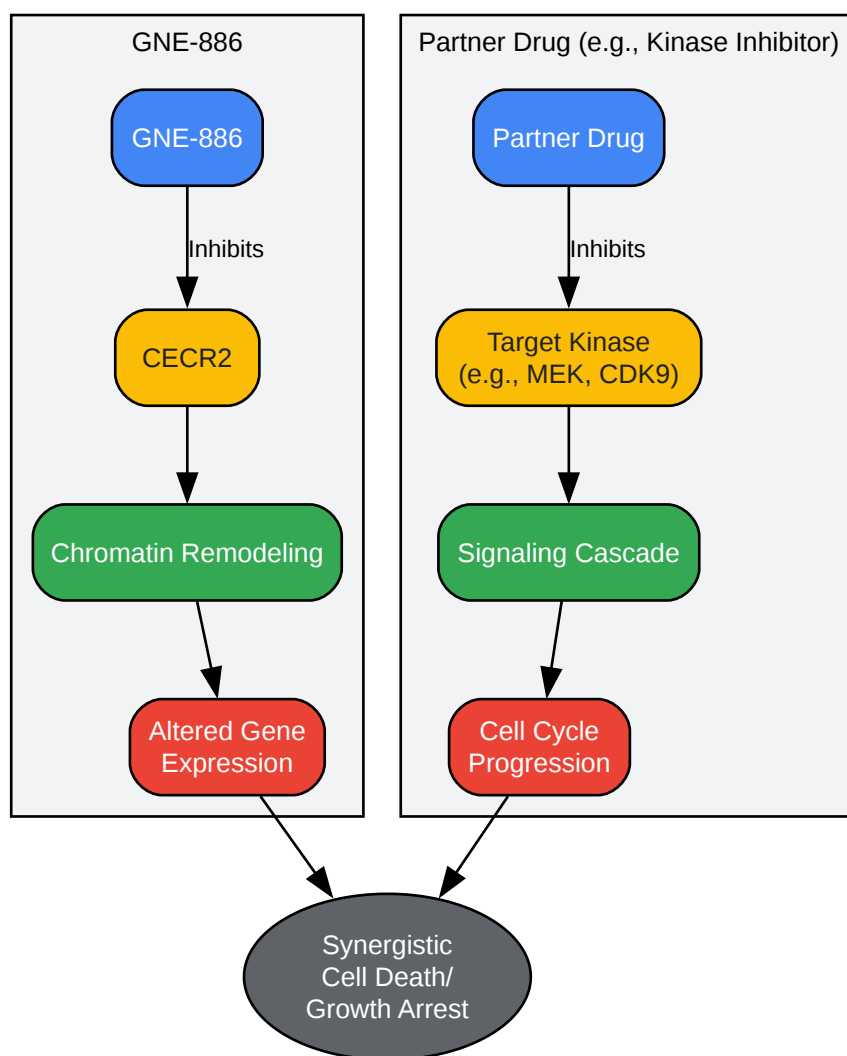 GNE-886
GNE-886
Inhibits
CECR2
Chromatin Remodeling
Altered Gene
Expression
Partner Drug (e.g., Kinase Inhibitor)
Partner Drug
Inhibits
Target Kinase
(e.g., MEK, CDK9)
Signaling Cascade
Cell Cycle
Progression
Synergistic
Cell Death/
Growth Arrest